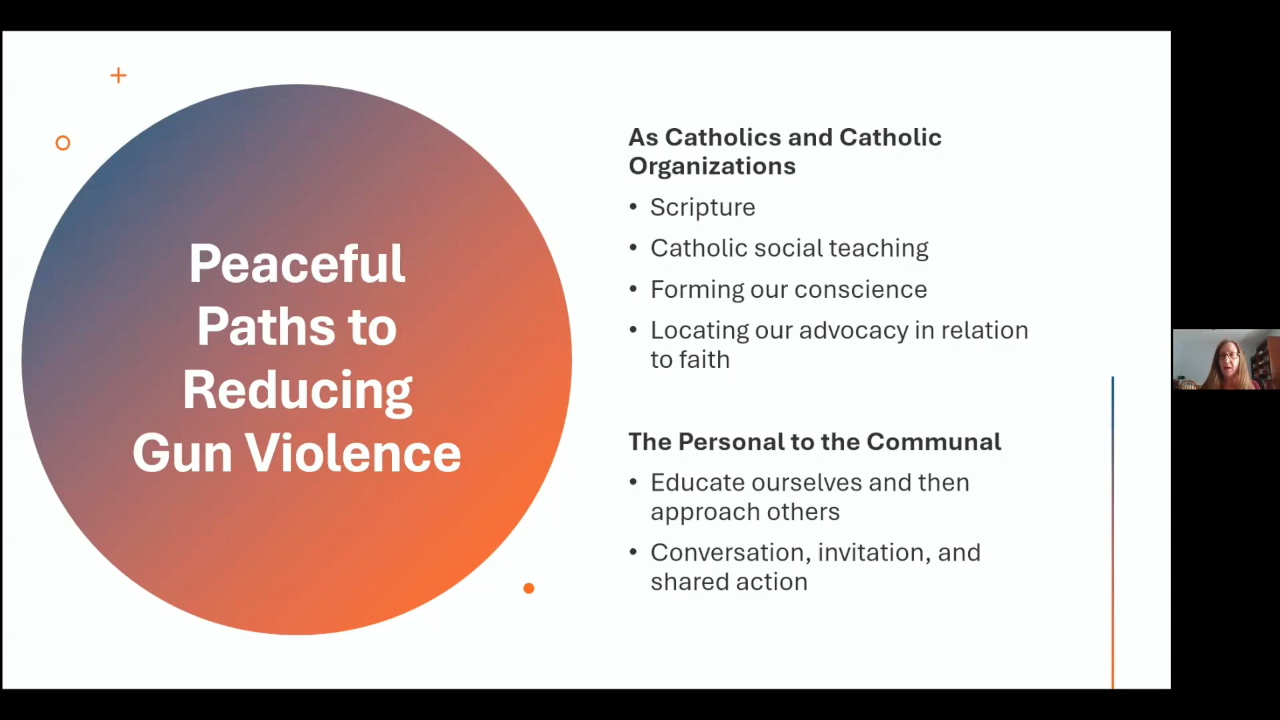 Peaceful
Paths to
Reducing
Gun Violence
As Catholics and Catholic
Organizations
• Scripture
• Catholic social teaching
• Forming our conscience
• Locating our advocacy in relation
to faith
The Personal to the Communal
• Educate ourselves and then
approach others
• Conversation, invitation, and
shared action